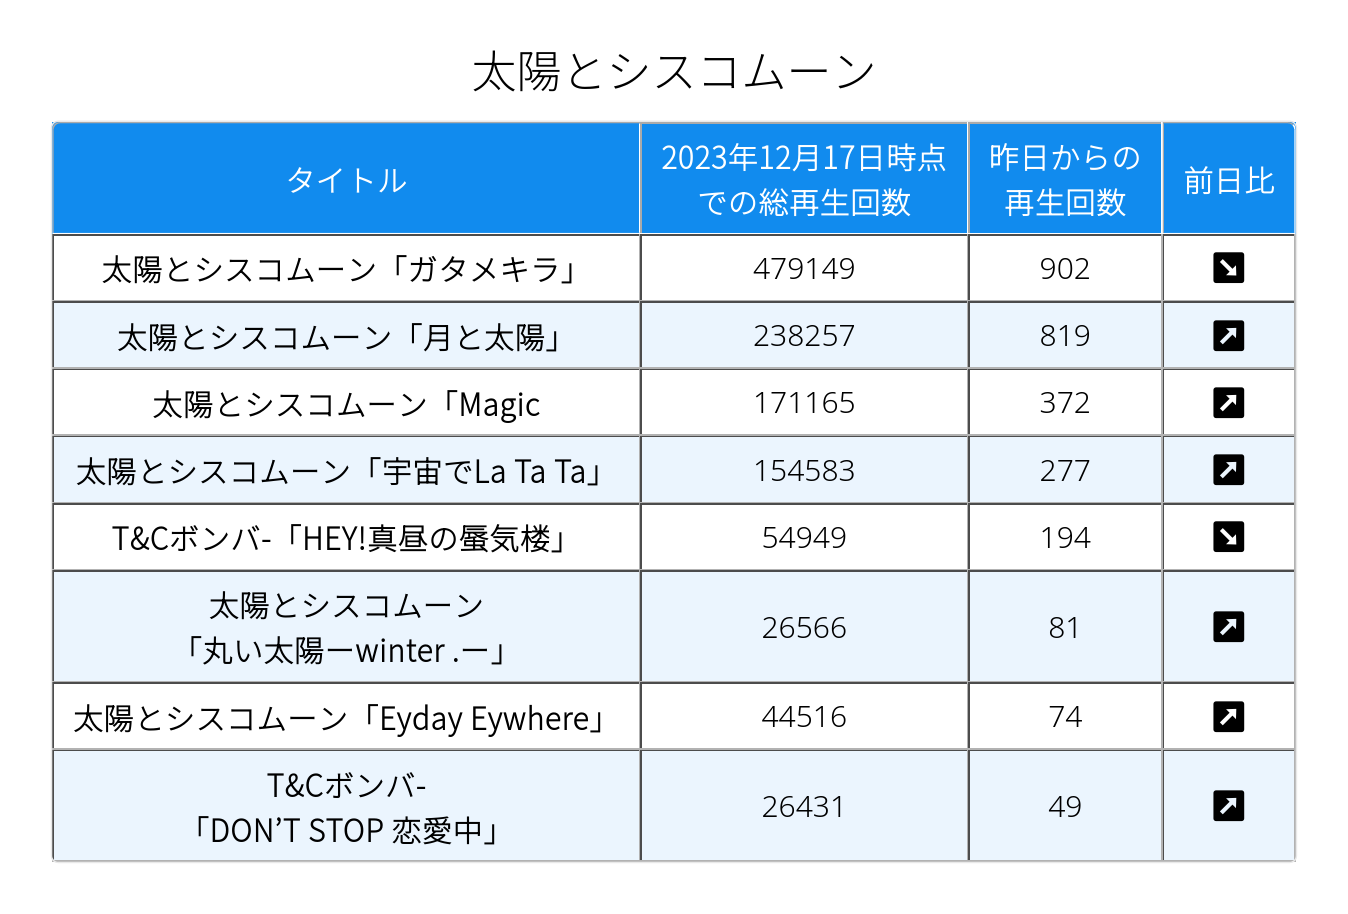 太陽とシスコムーン
タイトル
2023年12月17日時点
での総再生回数
昨日からの
再生回数
前日比
太陽とシスコムーン「ガタメキラ」
479149
902
太陽とシスコムーン「月と太陽」
238257
819
太陽とシスコムーン「Magic
171165
372
太陽とシスコムーン「宇宙でLa Ta Ta」
154583
277
T&Cボンバ-「HEY!真昼の蜃気楼」
54949
194
太陽とシスコムーン
「丸い太陽ーwinter .ー」
26566
81
太陽とシスコムーン「Eyday Eywhere」
44516
74
T&Cボンバ-
「DON’T STOP 恋愛中」
26431
49